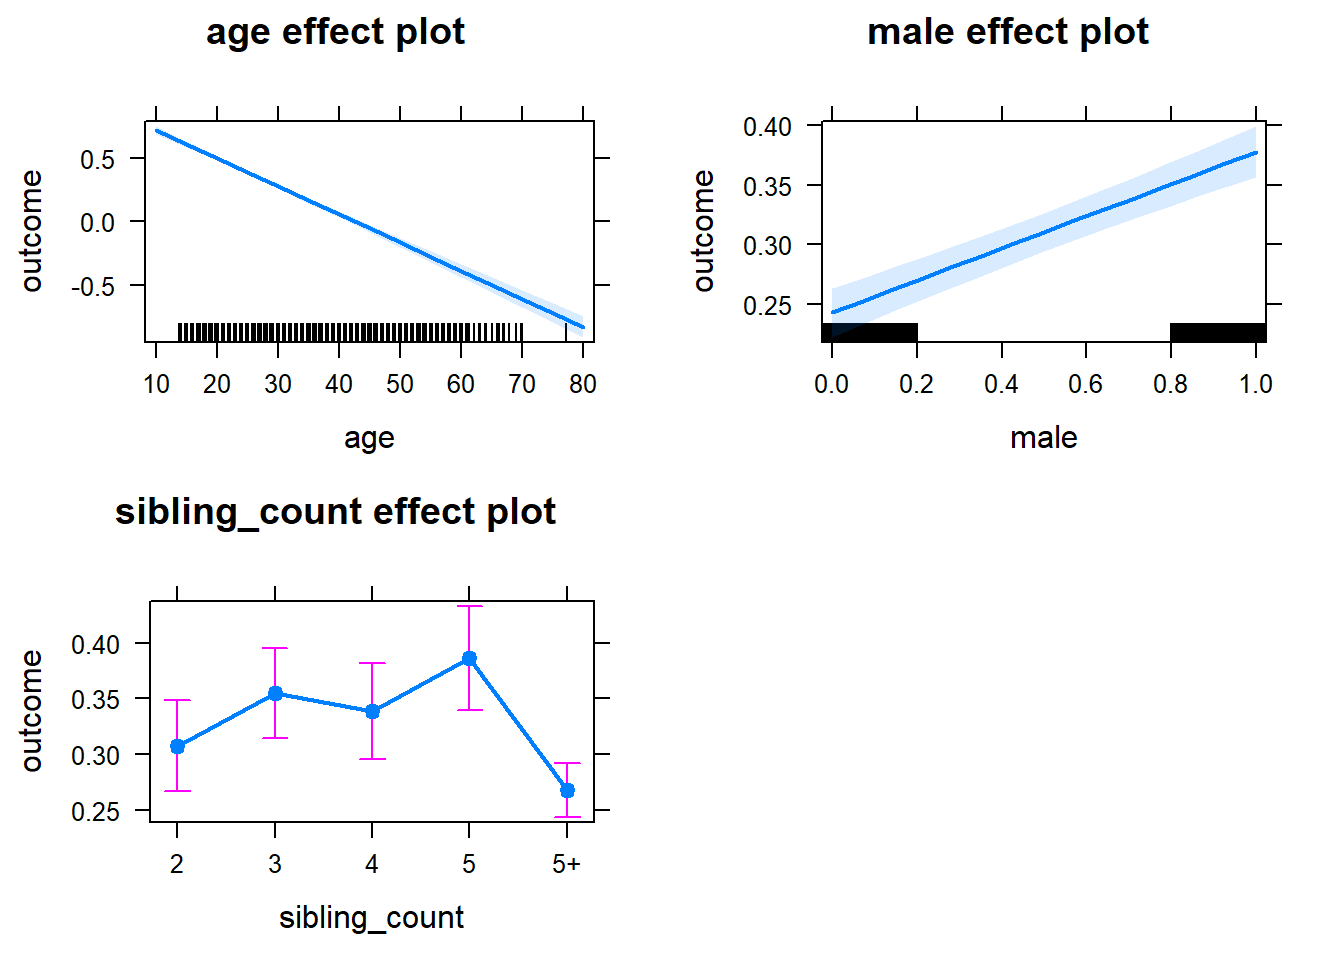 age effect plot
outcome
0.5
0.0
-0.5
10 20 30 40 50 60 70 80
age
male effect plot
outcome
0.40
0.35
0.30
0.25
0.0 0.2 0.4 0.6 0.8 1.0
male
sibling_count effect plot
outcome
0.40
0.35
0.30
0.25
2 3 4 5 5+
sibling_count